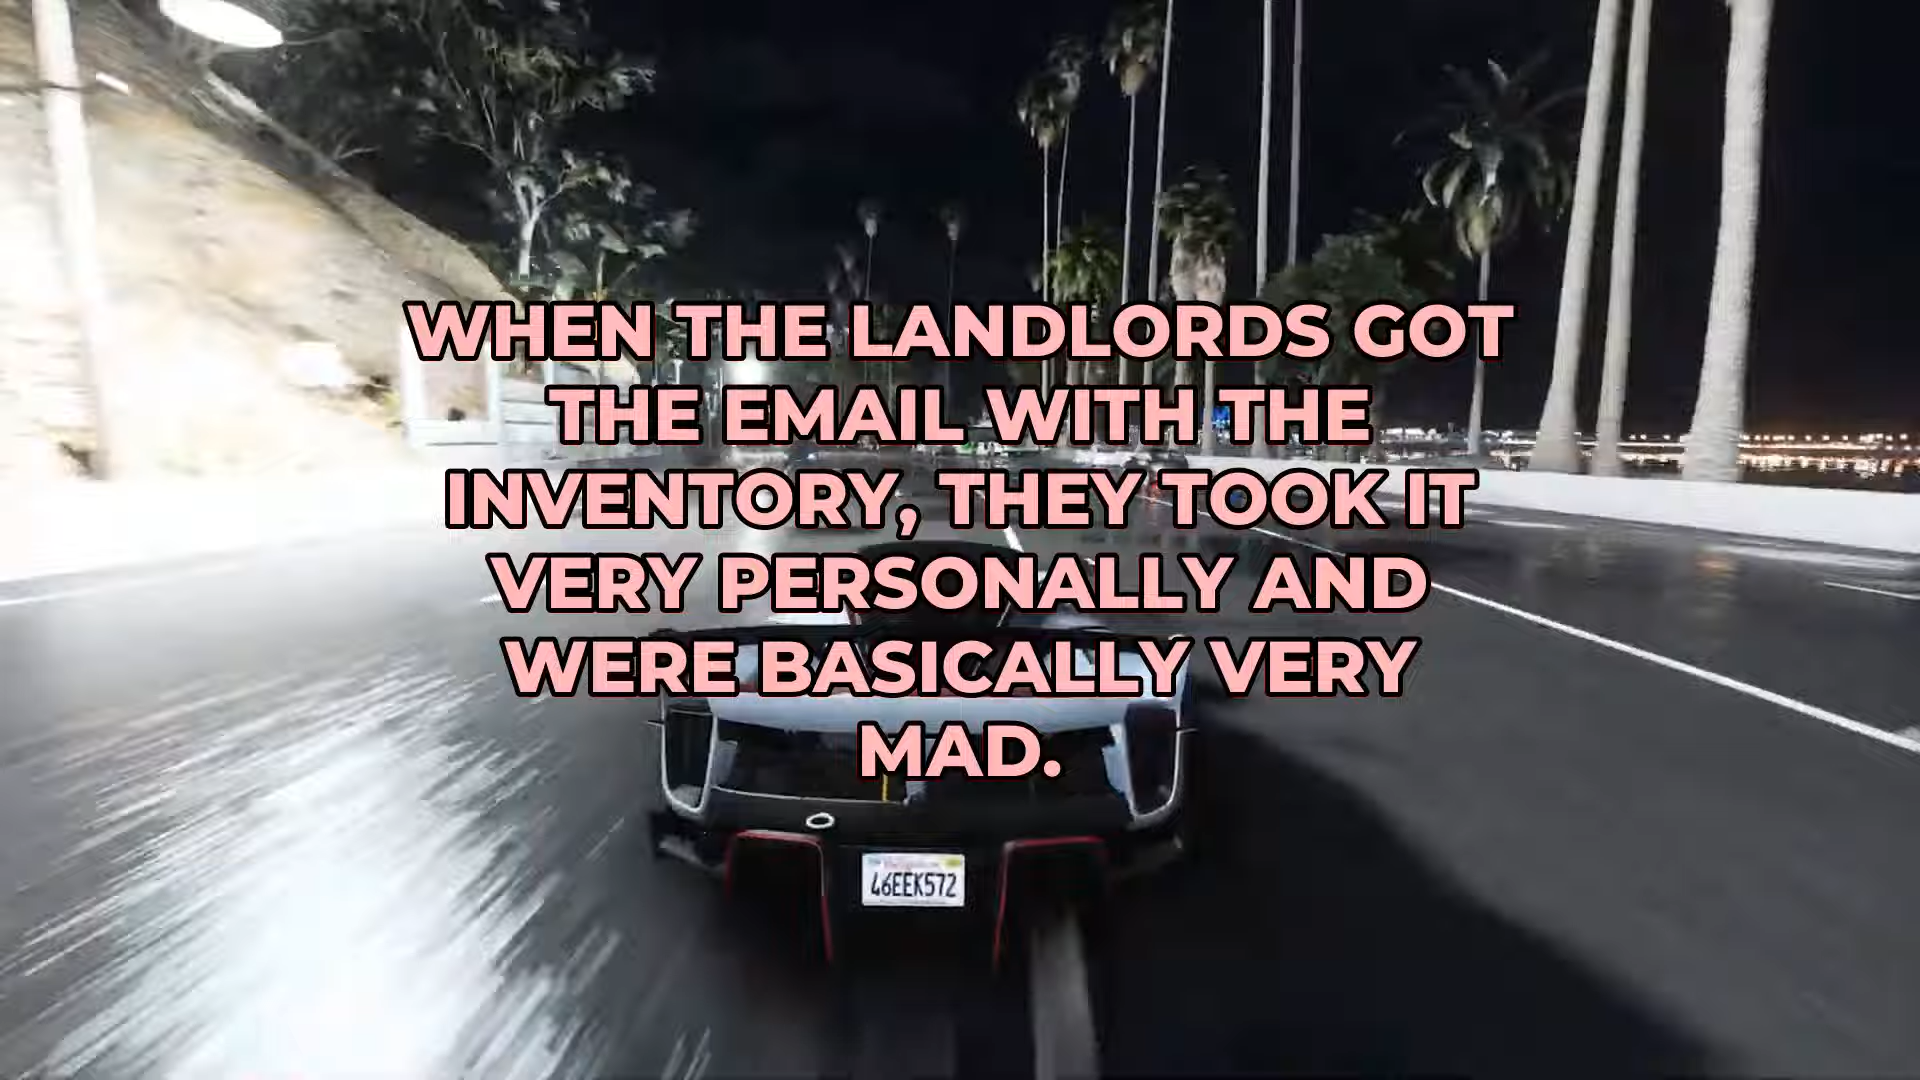 WHEN THE LANDLORDS GOT
THE EMAIL WITH THE
INVENTORY, THEY TOOK IT
VERY PERSONALLY AND
WERE BASICALLY VERY
MAD.
46EEK572